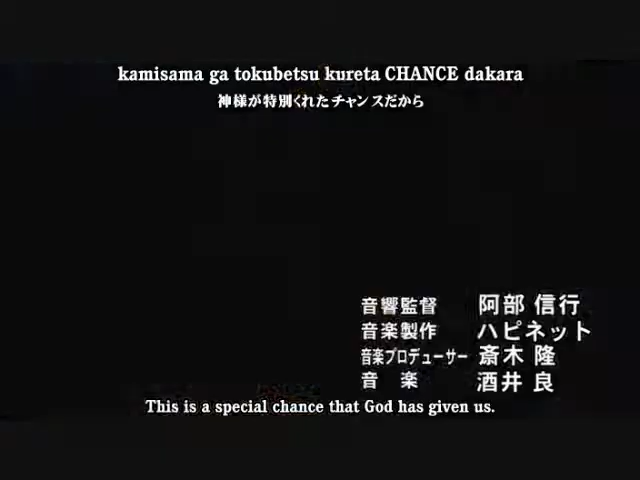 kamisama ga tokubetsu kureta CHANCE dakara
神様が特別くれたチャンスだから
音響監督 阿部 信行
音楽製作 ハピネット
音楽プロデューサー 斎木 隆
音 楽 酒井 良
This is a special chance that God has given us.